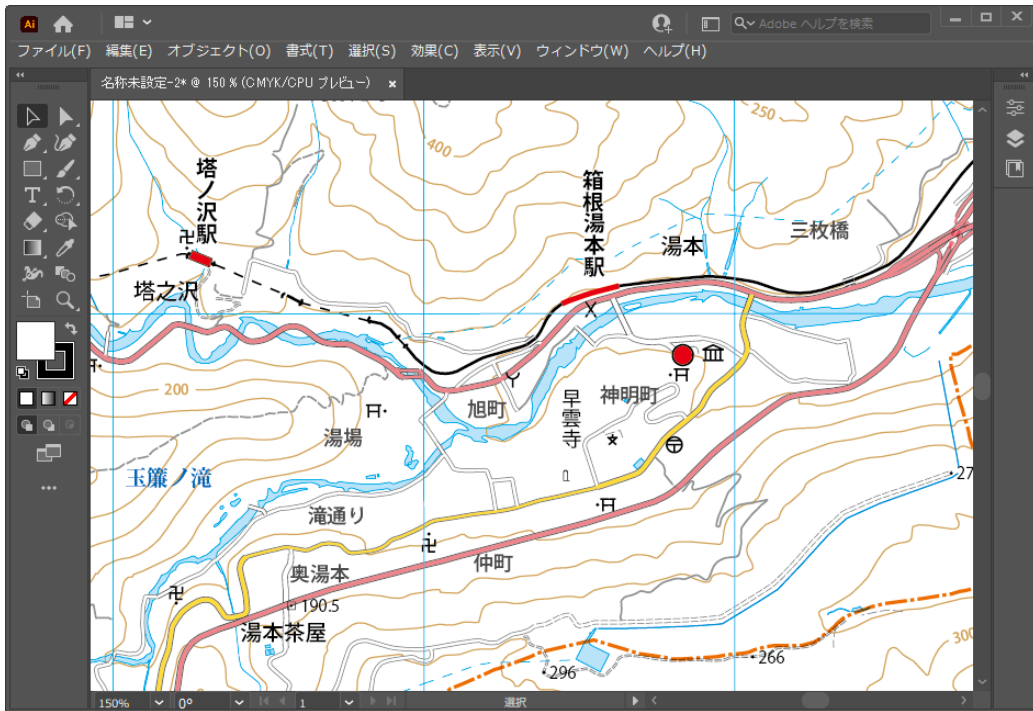 Ai
Adobe ヘルプを検索
ファイル(F) 編集(E) オブジェクト(O) 書式(T) 選択(S) 効果(C) 表示(V) ウィンドウ(W) ヘルプ(H)
名称未設定-2* @ 150 % (CMYK/CPU プレビュー)
250
400
塔ノ沢駅
箱根湯本駅
三枚橋
湯本
塔之沢
200
旭町
神明町
早雲寺
湯場
玉簾ノ滝
27
滝通り
仲町
奥湯本
190.5
湯本茶屋
300
266
296
150%
0°
1
選択